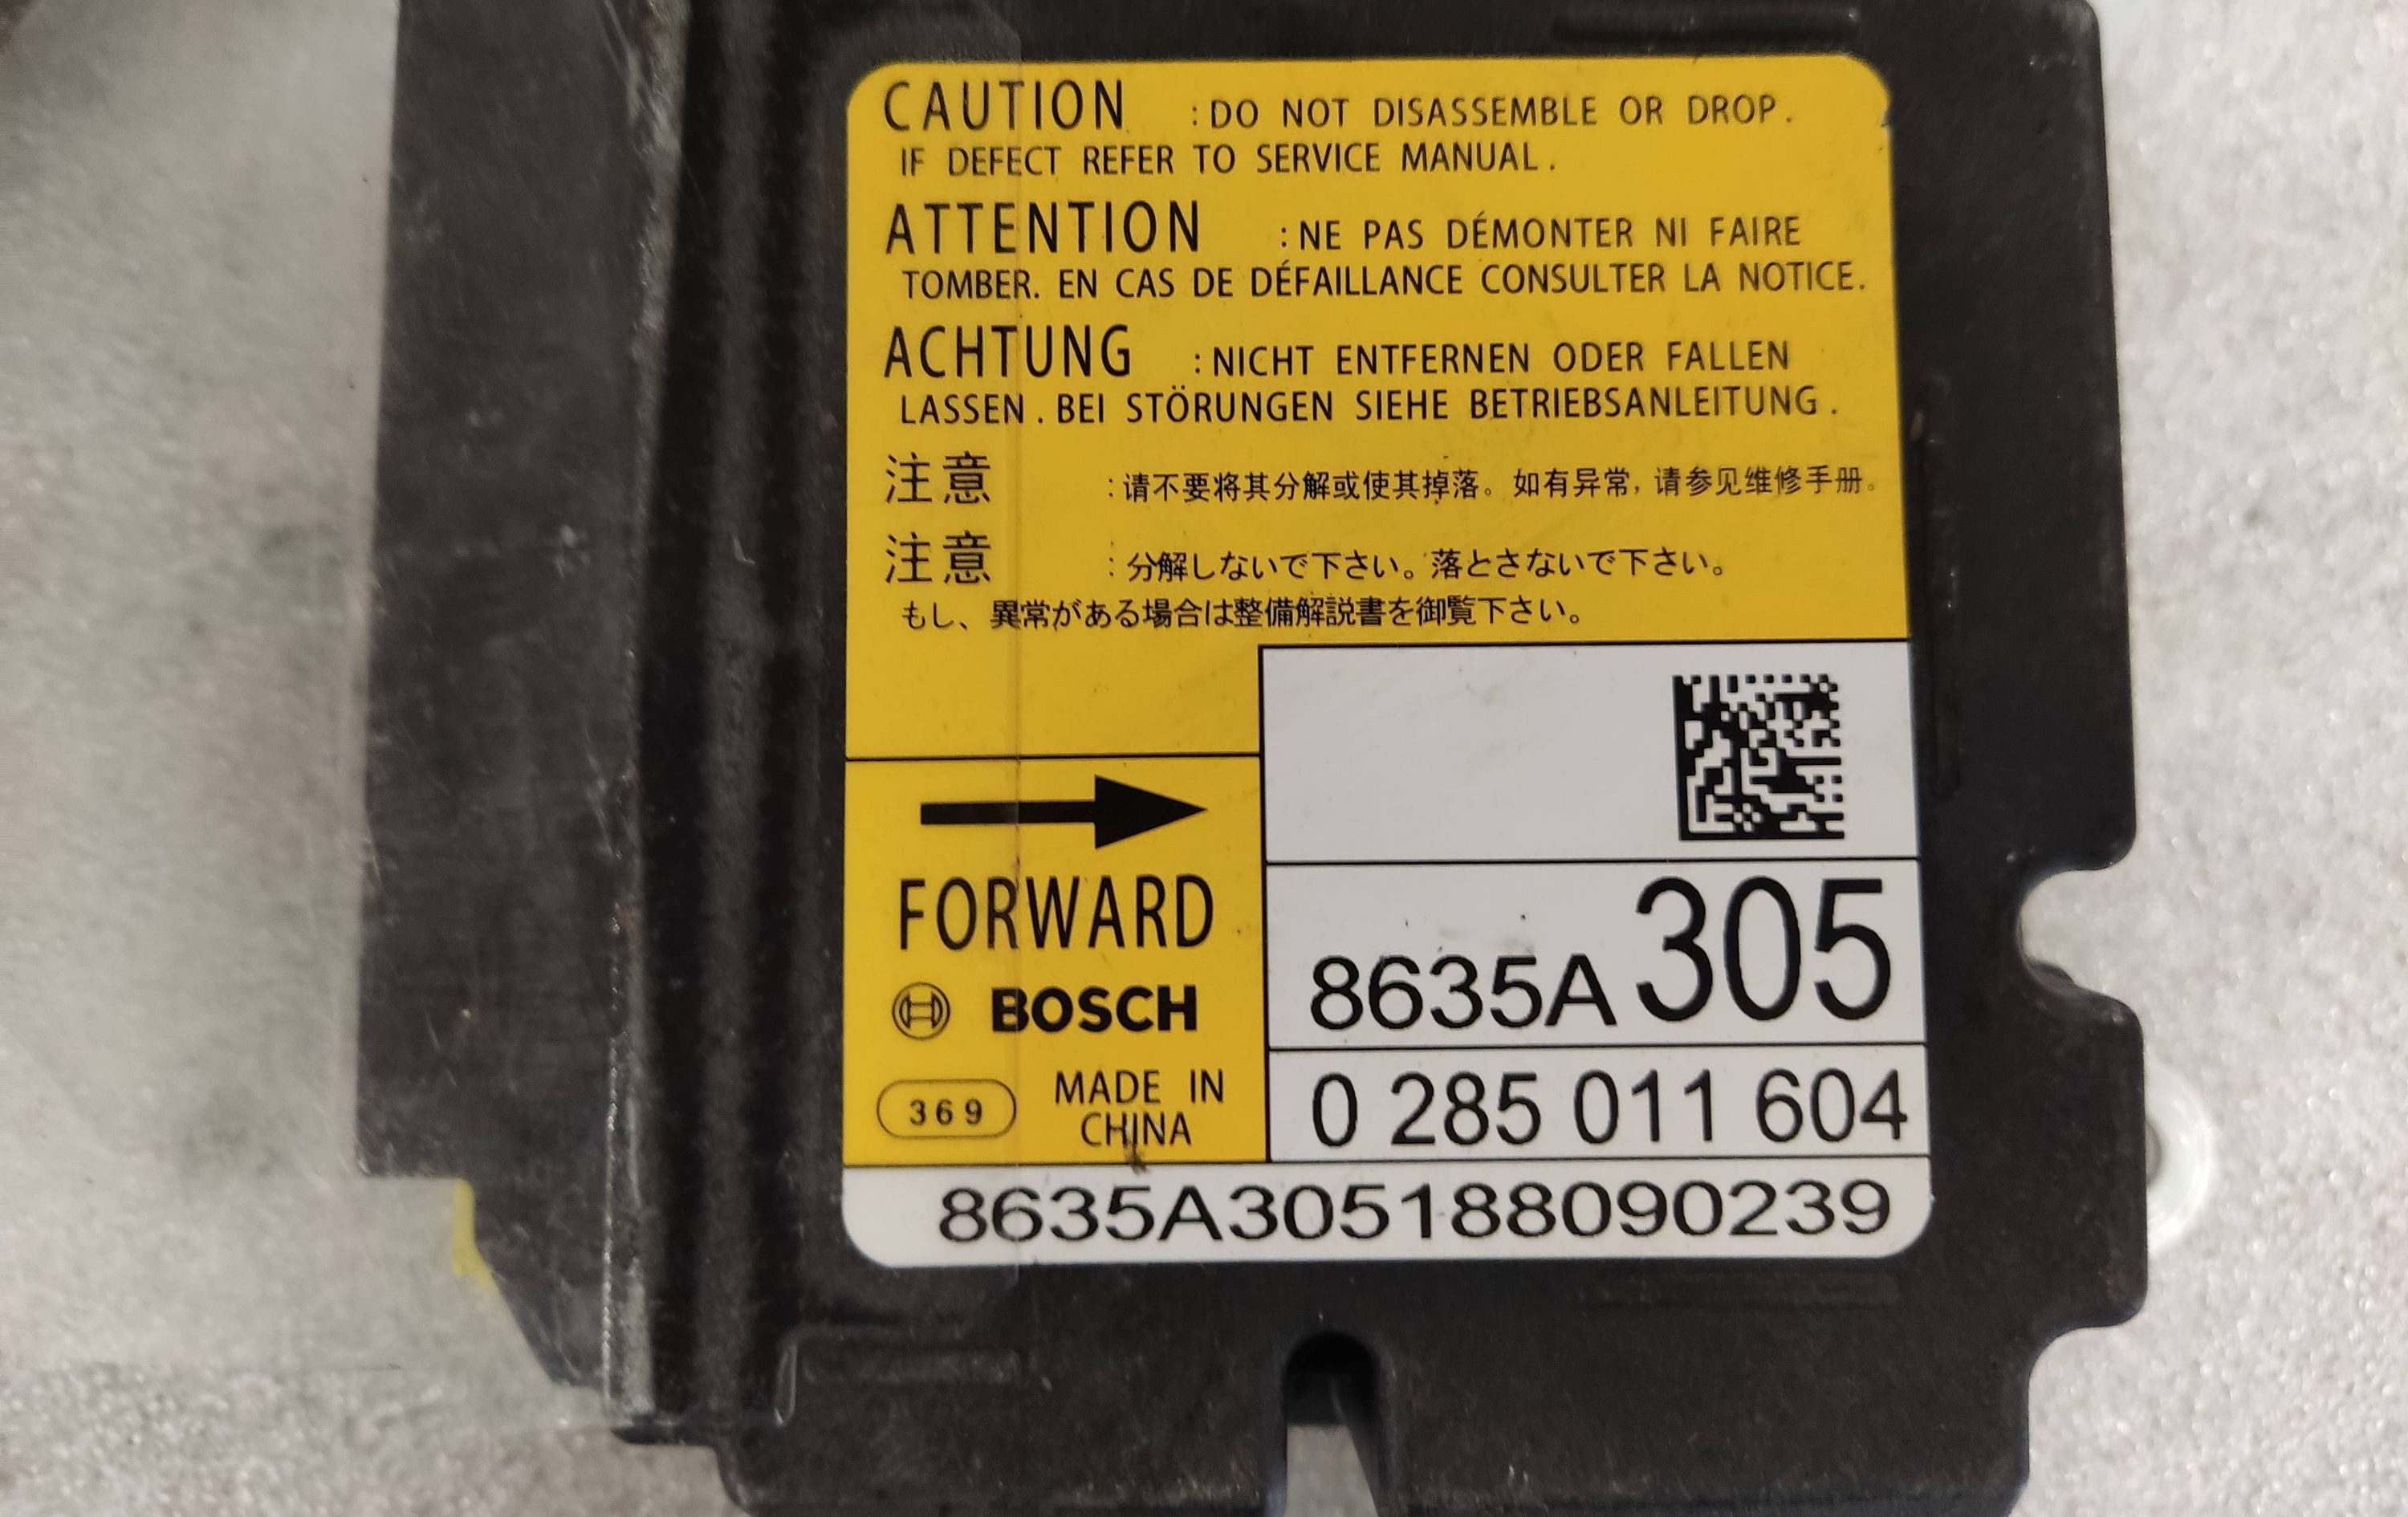 CAUTION :DO NOT DISASSEMBLE OR DROP.
IF DEFECT REFER TO SERVICE MANUAL.
ATTENTION :NE PAS DÉMONTER NI FAIRE
TOMBER. EN CAS DE DÉFAILLANCE CONSULTER LA NOTICE.
ACHTUNG :NICHT ENTFERNEN ODER FALLEN
LASSEN. BEI STÖRUNGEN SIEHE BETRIEBSANLEITUNG.
注意 :请不要将其分解或使其掉落。如有异常，请参见维修手册。
注意 :分解しないで下さい。落とさないで下さい。
もし、異常がある場合は整備解説書を御覧下さい。
FORWARD
BOSCH
369 MADE IN
CHINA
8635A305
0 285 011 604
8635A305188090239